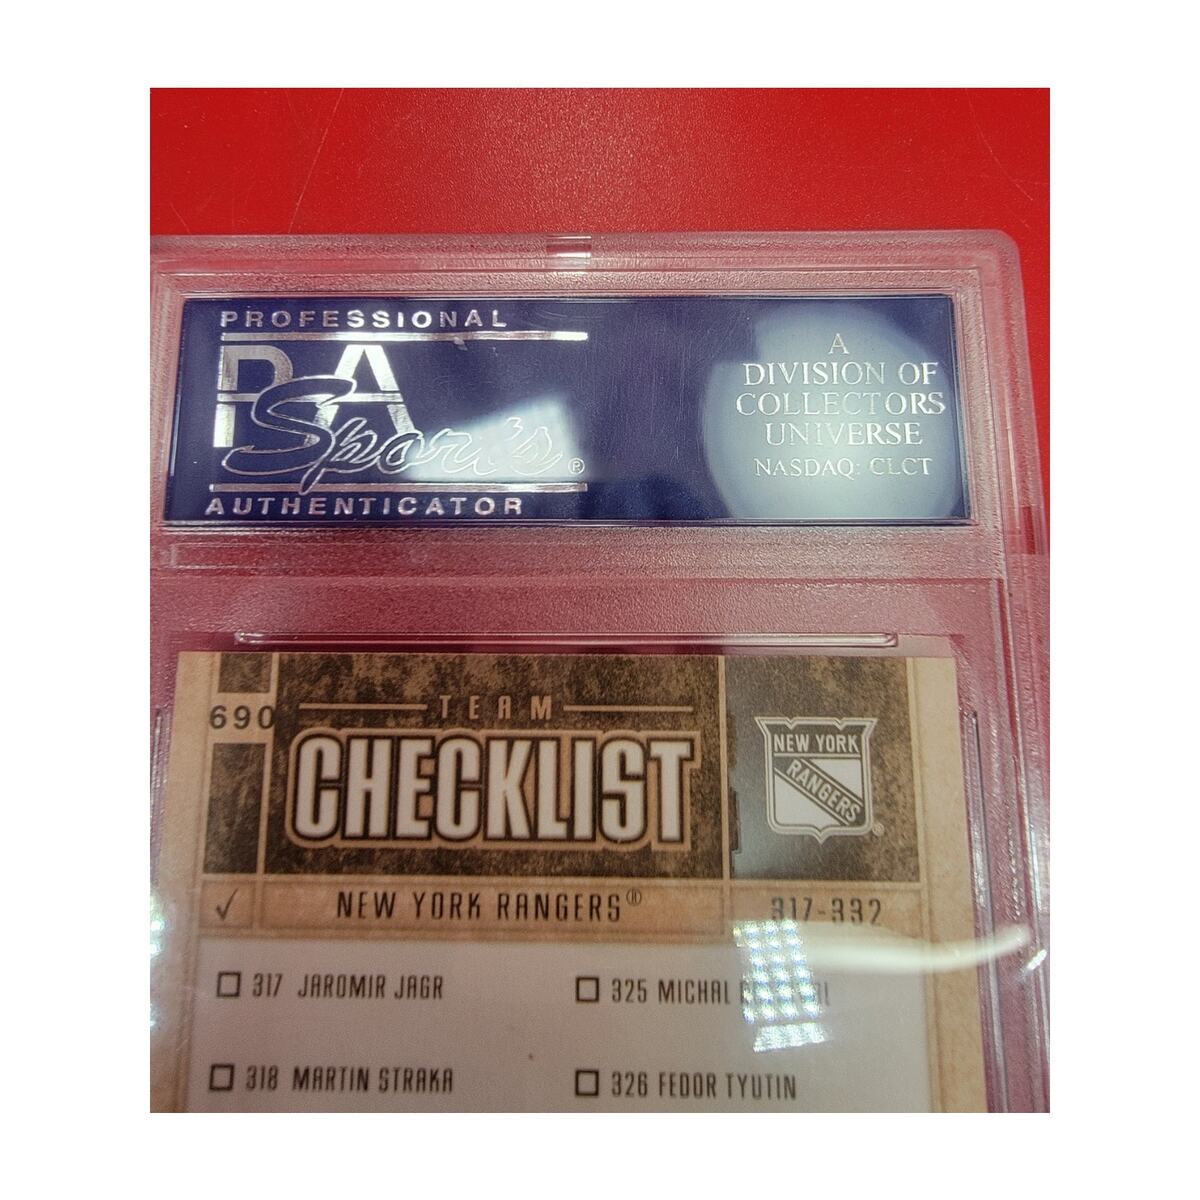 PROFESSIONAL
PSA
Sports®
AUTHENTICATOR
A
DIVISION OF
COLLECTORS
UNIVERSE
NASDAQ: CLCT
690
TEAM
CHECKLIST
NEW YORK
RANGERS
®
NEW YORK RANGERS®
317-332
317 JAROMIR JAGR
325 MICHAL
318 MARTIN STRAKA
326 FEDOR TYUTIN